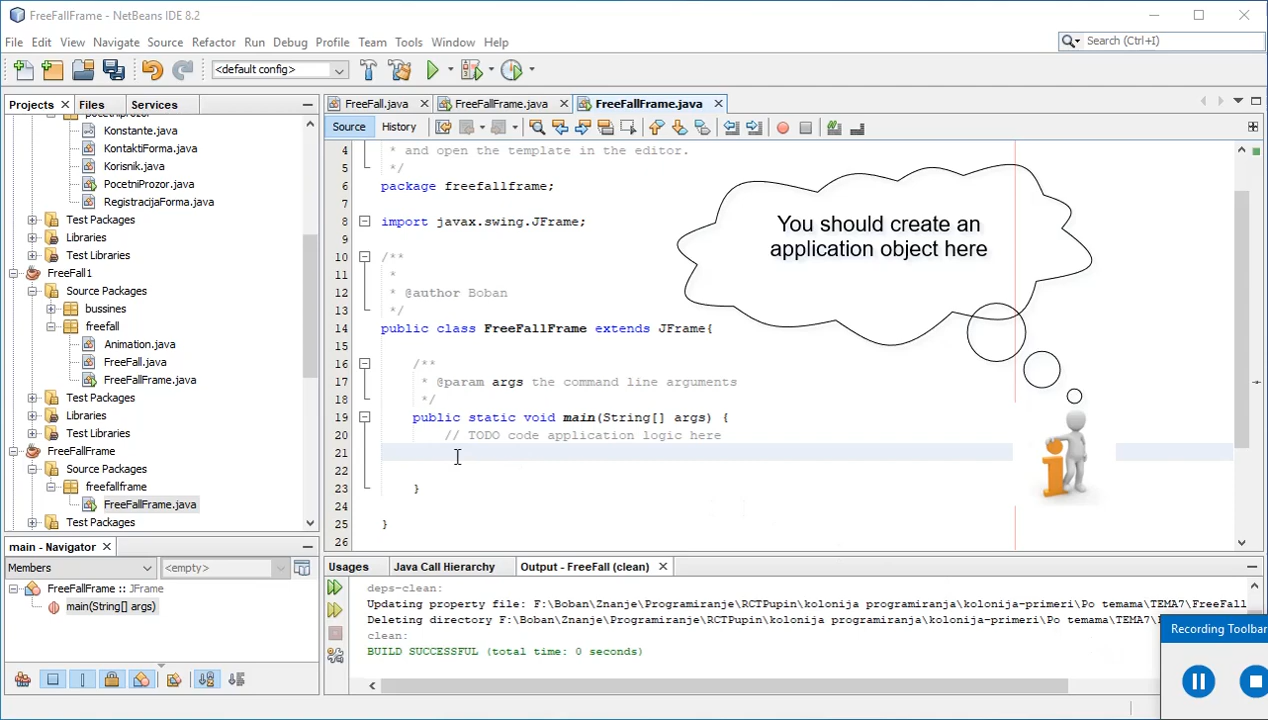 FreeFallFrame - NetBeans IDE 8.2
File Edit View Navigate Source Refactor Run Debug Profile Team Tools Window Help
Search (Ctrl+I)
<default config>
Projects Files Services
FreeFall.java FreeFallFrame.java FreeFallFrame.java
Source History
Konstante.java
KontaktiForma.java
Korisnik.java
PocetniProzor.java
RegistracijaForma.java
Test Packages
Libraries
Test Libraries
FreeFall1
Source Packages
bussines
freefall
Animation.java
FreeFall.java
FreeFallFrame.java
Test Packages
Libraries
Test Libraries
FreeFallFrame
Source Packages
freefallframe
FreeFallFrame.java
Test Packages
4 * and open the template in the editor.
5 */
6 package freefallframe;
7
8 import javax.swing.JFrame;
9
10 /**
11 *
12 * @author Boban
13 */
14 public class FreeFallFrame extends JFrame{
15
16 /**
17 * @param args the command line arguments
18 */
19 public static void main(String[] args) {
20 // TODO code application logic here
21
22
23 }
24
25 }
26
You should create an
application object here
main - Navigator
Members <empty>
FreeFallFrame :: JFrame
main(String[] args)
Usages Java Call Hierarchy Output - FreeFall (clean)
deps-clean:
Updating property file: F:\Boban\Znanje\Programiranje\RCTPupin\kolonija programiranja\kolonija-primeri\Po temama\TEMA7\FreeFall
Deleting directory F:\Boban\Znanje\Programiranje\RCTPupin\kolonija programiranja\kolonija-primeri\Po temama\TEMA7\F
clean:
BUILD SUCCESSFUL (total time: 0 seconds)
Recording Toolbar